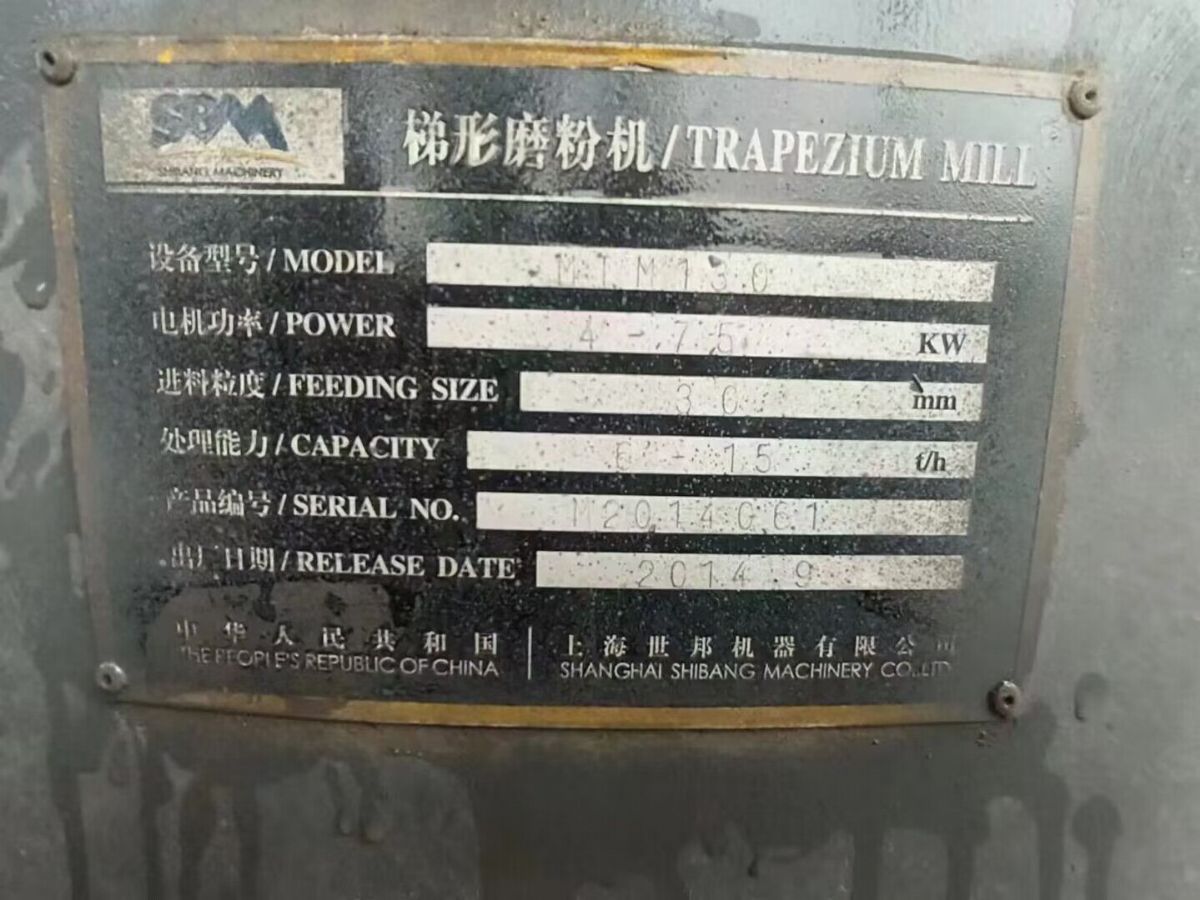 SBM
SHIBANG MACHINERY
梯形磨粉机/TRAPEZIUM MILL
设备型号/MODEL MTM130
电机功率/POWER 4-75 KW
进料粒度/FEEDING SIZE 30 mm
处理能力/CAPACITY 6-15 t/h
产品编号/SERIAL NO. M2014G61
出厂日期/RELEASE DATE 2014.9
中华人民共和国 上海世邦机器有限公司
THE PEOPLE'S REPUBLIC OF CHINA SHANGHAI SHIBANG MACHINERY CO.,LTD